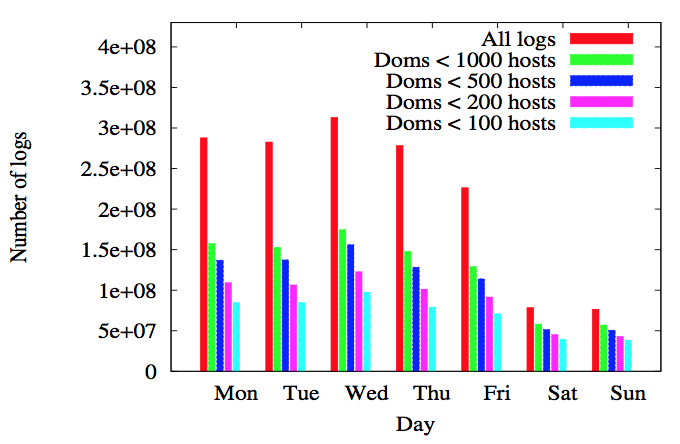 4e+08
3.5e+08
3e+08
2.5e+08
2e+08
1.5e+08
1e+08
5e+07
0
Number of logs
All logs
Doms < 1000 hosts
Doms < 500 hosts
Doms < 200 hosts
Doms < 100 hosts
Mon Tue Wed Thu Fri Sat Sun
Day